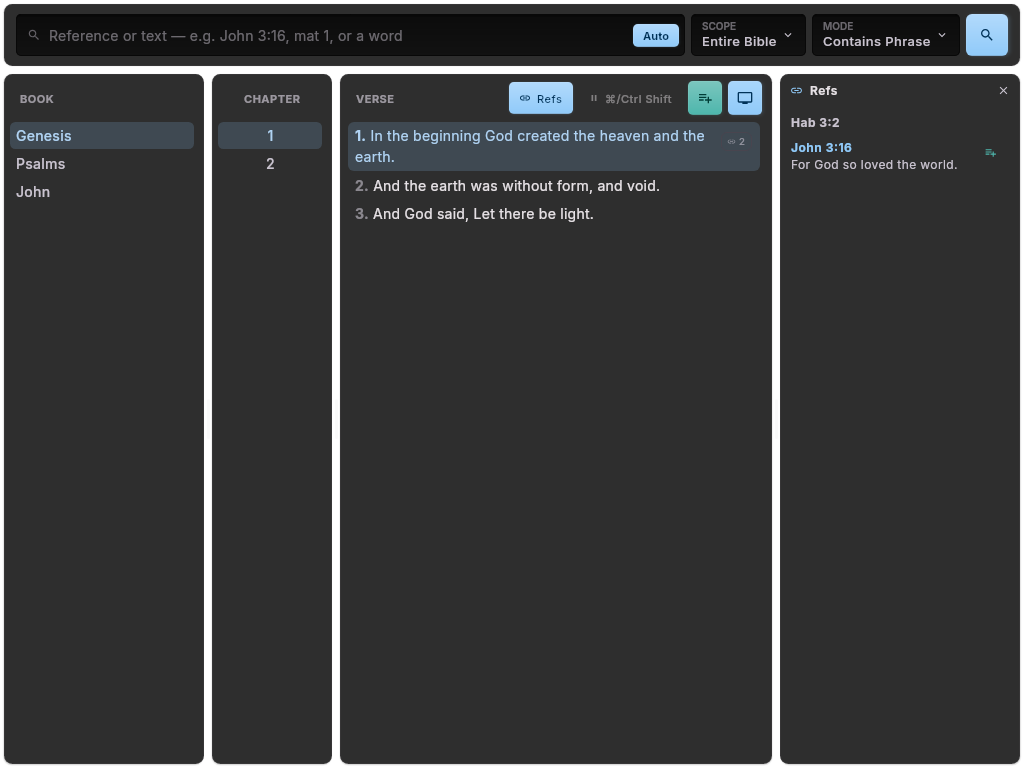 Reference or text — e.g. John 3:16, mat 1, or a word
Auto
SCOPE
Entire Bible
MODE
Contains Phrase
BOOK
Genesis
Psalms
John
CHAPTER
1
2
VERSE
Refs
⌘/Ctrl Shift
1. In the beginning God created the heaven and the
earth.
2
2. And the earth was without form, and void.
3. And God said, Let there be light.
Refs
Hab 3:2
John 3:16
For God so loved the world.